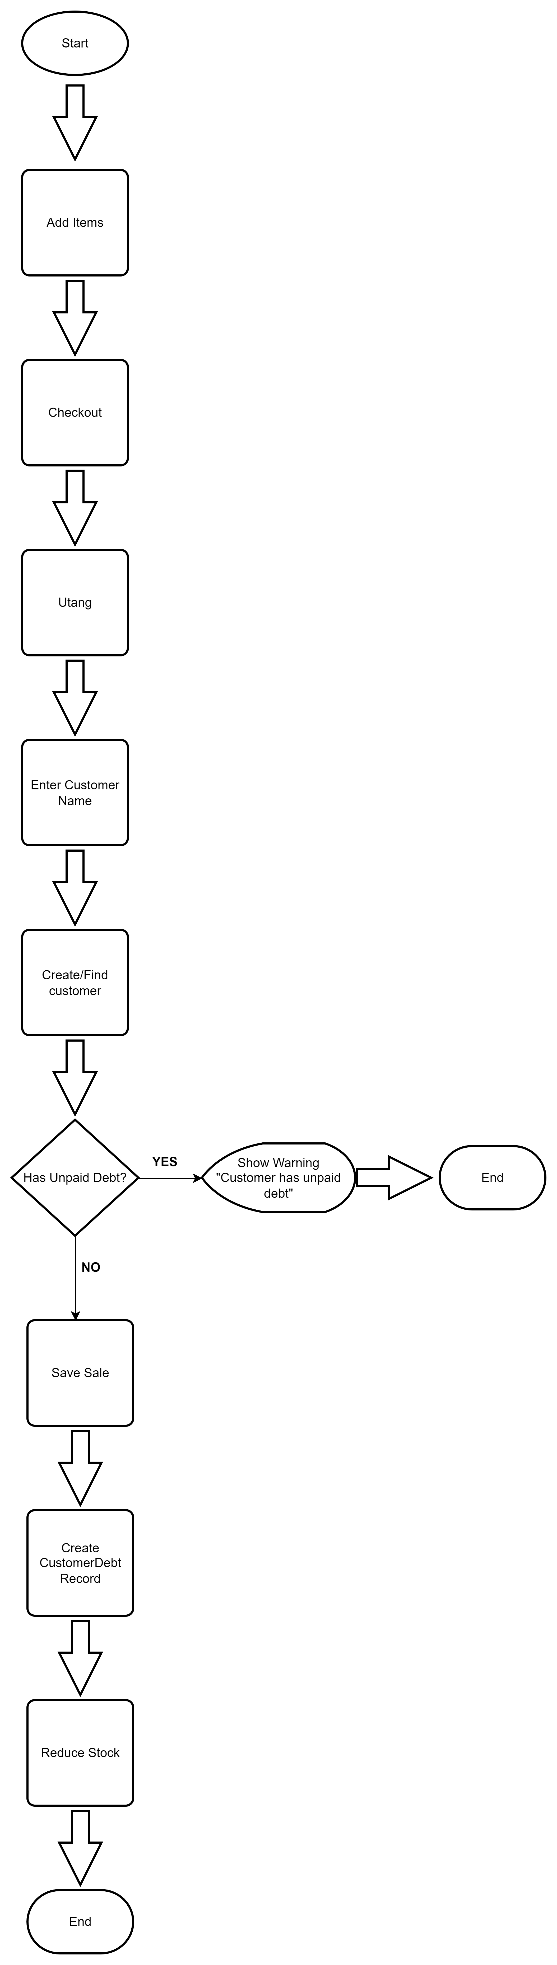 Start
Add Items
Checkout
Utang
Enter Customer
Name
Create/Find
customer
Has Unpaid Debt?
YES
Show Warning
"Customer has unpaid
debt"
End
NO
Save Sale
Create
CustomerDebt
Record
Reduce Stock
End